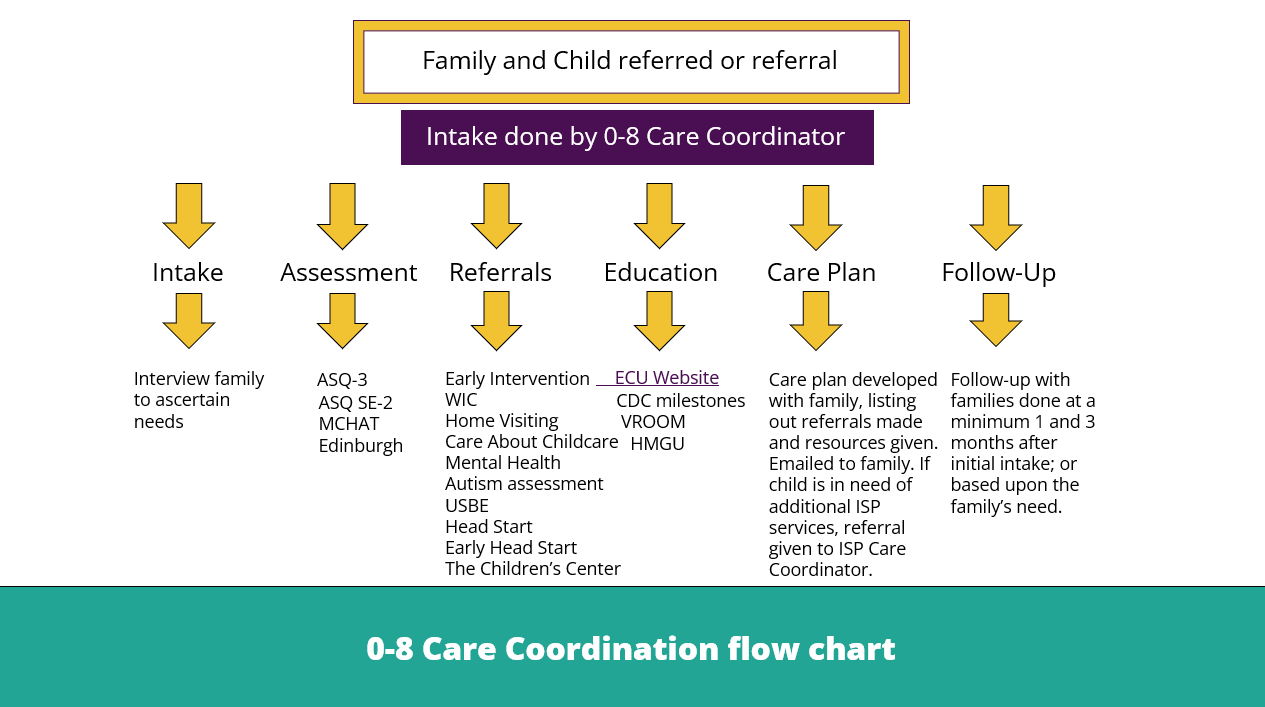 Family and Child referred or referral
Intake done by 0-8 Care Coordinator
Intake
Assessment
Referrals
Education
Care Plan
Follow-Up
Interview family
to ascertain
needs
ASQ-3
ASQ SE-2
MCHAT
Edinburgh
Early Intervention
WIC
Home Visiting
Care About Childcare
Mental Health
Autism assessment
USBE
Head Start
Early Head Start
The Children’s Center
ECU Website
CDC milestones
VROOM
HMGU
Care plan developed
with family, listing
out referrals made
and resources given.
Emailed to family. If
child is in need of
additional ISP
services, referral
given to ISP Care
Coordinator.
Follow-up with
families done at a
minimum 1 and 3
months after
initial intake; or
based upon the
family’s need.
0-8 Care Coordination flow chart